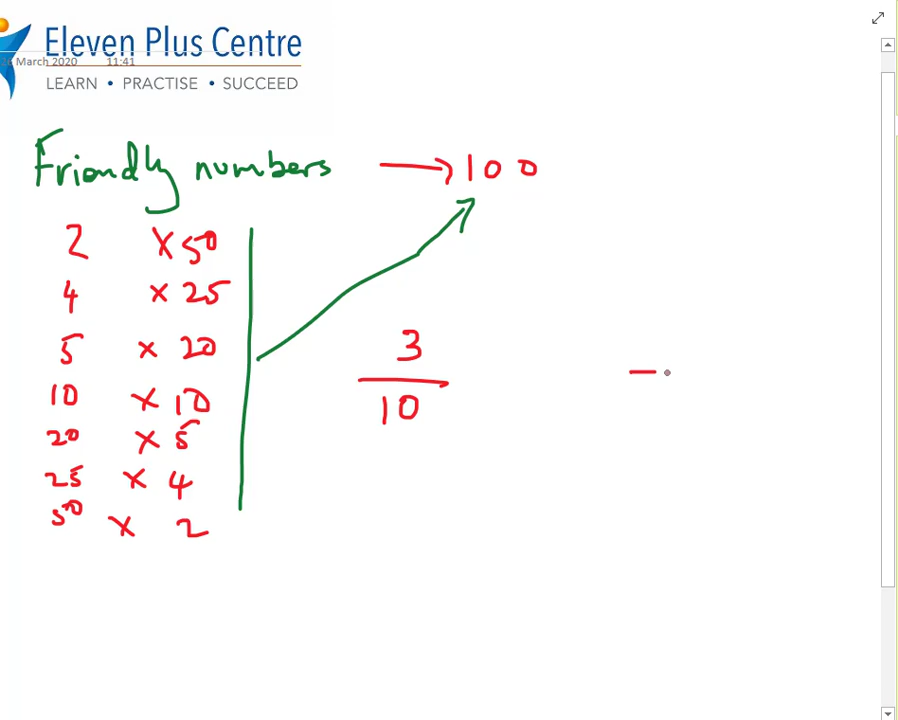 Eleven Plus Centre
26 March 2020 11:41
LEARN • PRACTISE • SUCCEED
Friendly numbers → 100
2 × 50
4 × 25
5 × 20
10 × 10
20 × 5
25 × 4
50 × 2
3
10